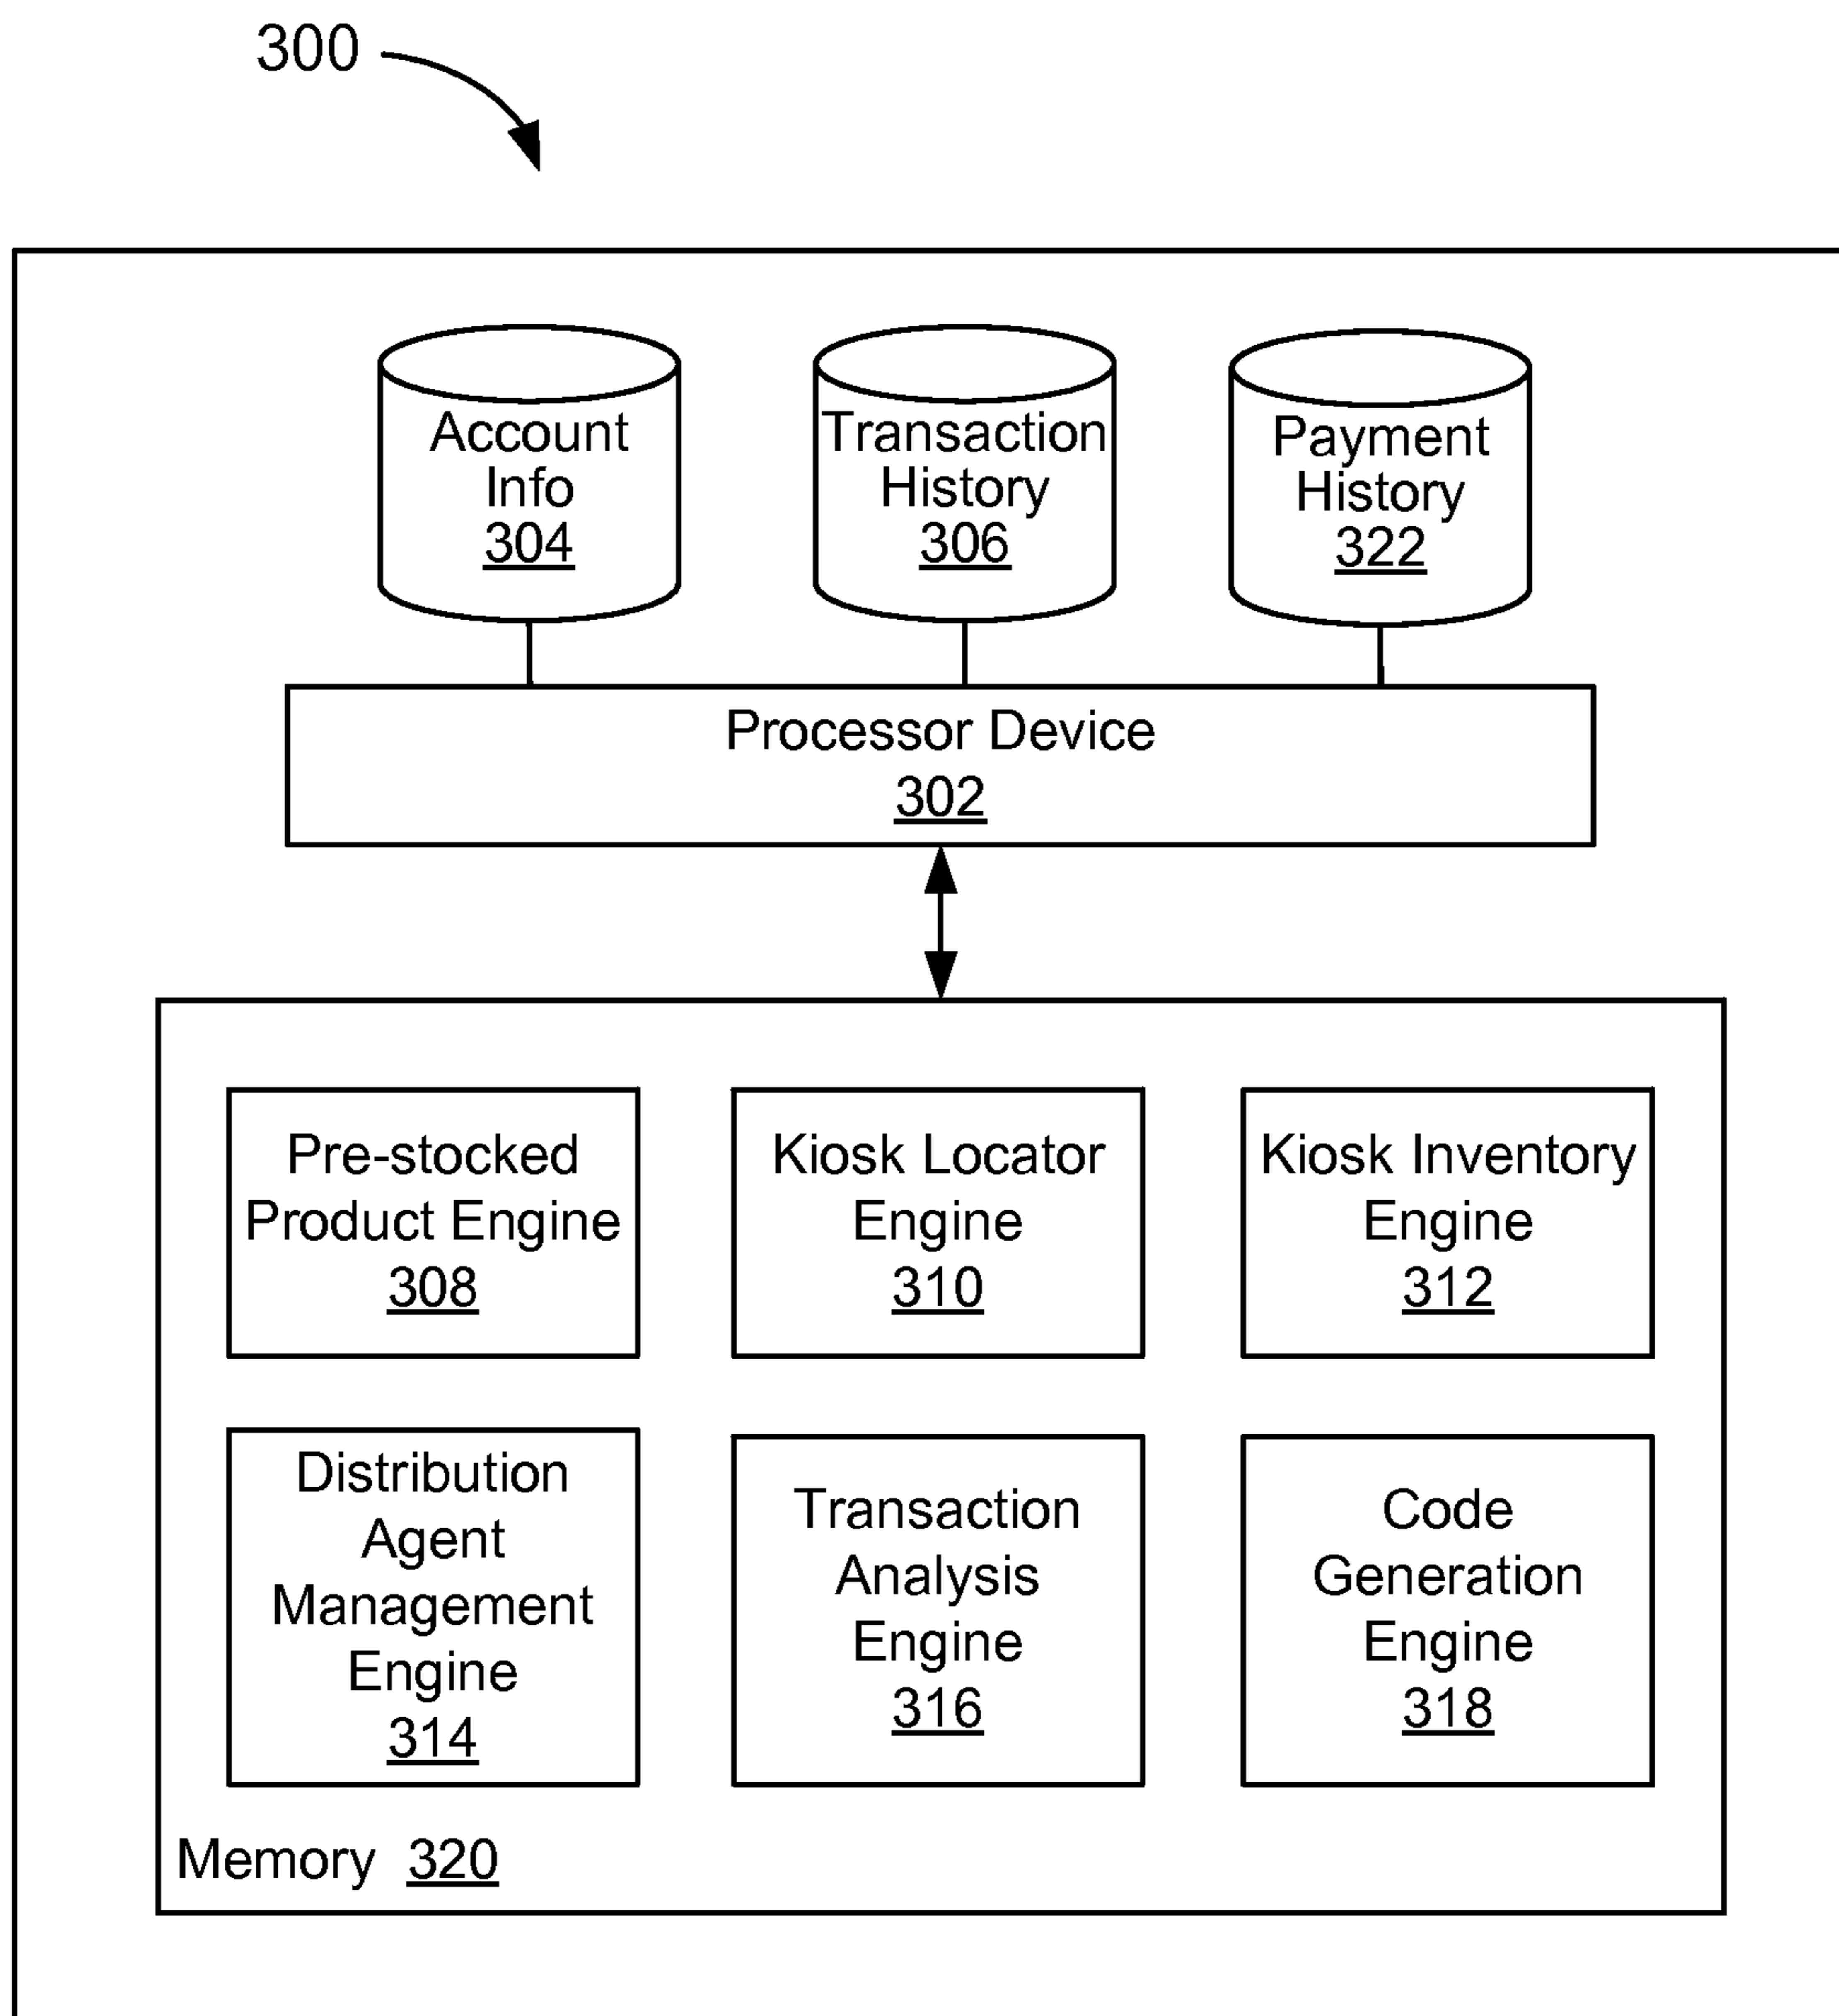 300
Account
Info
304
Transaction
History
306
Payment
History
322
Processor Device
302
Pre-stocked
Product Engine
308
Kiosk Locator
Engine
310
Kiosk Inventory
Engine
312
Distribution
Agent
Management
Engine
314
Transaction
Analysis
Engine
316
Code
Generation
Engine
318
Memory 320